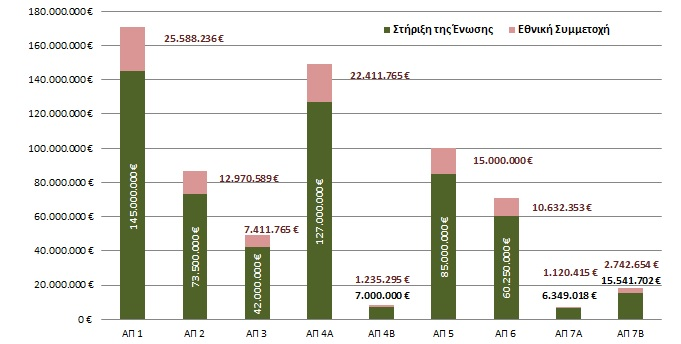 180.000.000 €
160.000.000 €
140.000.000 €
120.000.000 €
100.000.000 €
80.000.000 €
60.000.000 €
40.000.000 €
20.000.000 €
0 €
Στήριξη της Ένωσης
Εθνική Συμμετοχή
25.588.236 €
145.000.000 €
12.970.589 €
73.500.000 €
7.411.765 €
42.000.000 €
22.411.765 €
127.000.000 €
1.235.295 €
7.000.000 €
15.000.000 €
85.000.000 €
10.632.353 €
60.250.000 €
1.120.415 €
6.349.018 €
2.742.654 €
15.541.702 €
ΑΠ 1
ΑΠ 2
ΑΠ 3
ΑΠ 4Α
ΑΠ 4Β
ΑΠ 5
ΑΠ 6
ΑΠ 7Α
ΑΠ 7Β